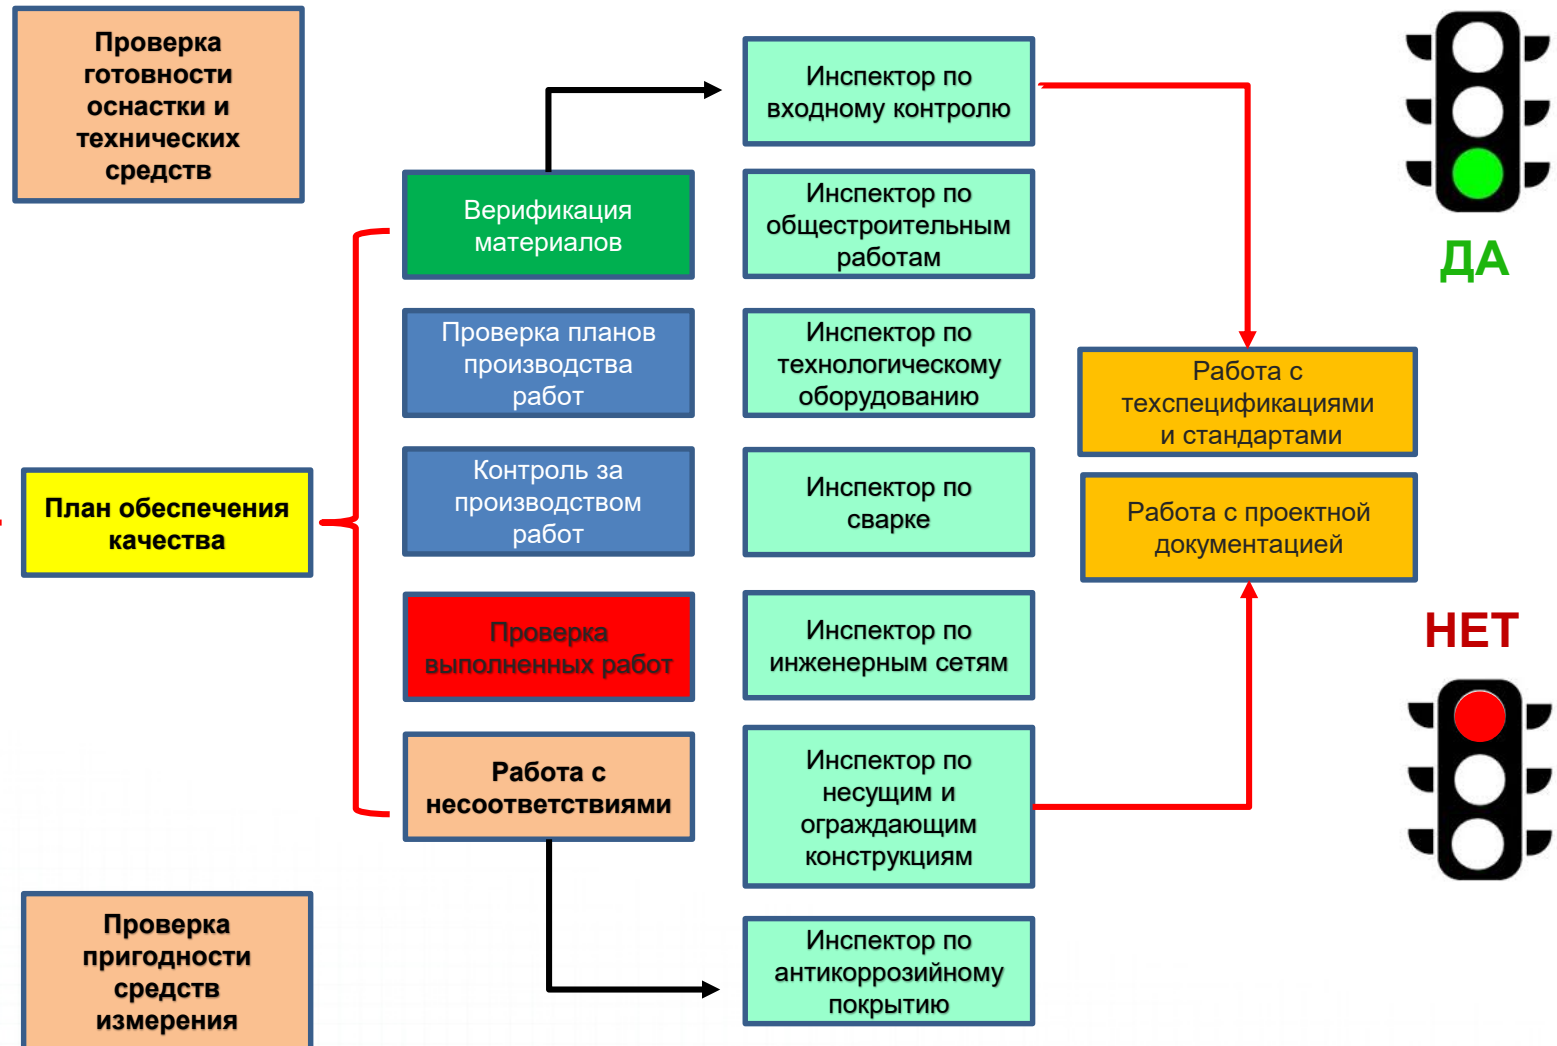 Проверка
готовности
оснастки и
технических
средств
План обеспечения
качества
Проверка
пригодности
средств
измерения
Верификация
материалов
Проверка планов
производства
работ
Контроль за
производством
работ
Проверка
выполненных работ
Работа с
несоответствиями
Инспектор по
входному контролю
Инспектор по
общестроительным
работам
Инспектор по
технологическому
оборудованию
Инспектор по
сварке
Инспектор по
инженерным сетям
Инспектор по
несущим и
ограждающим
конструкциям
Инспектор по
антикоррозийному
покрытию
Работа с
техспецификациями
и стандартами
Работа с проектной
документацией
ДА
НЕТ